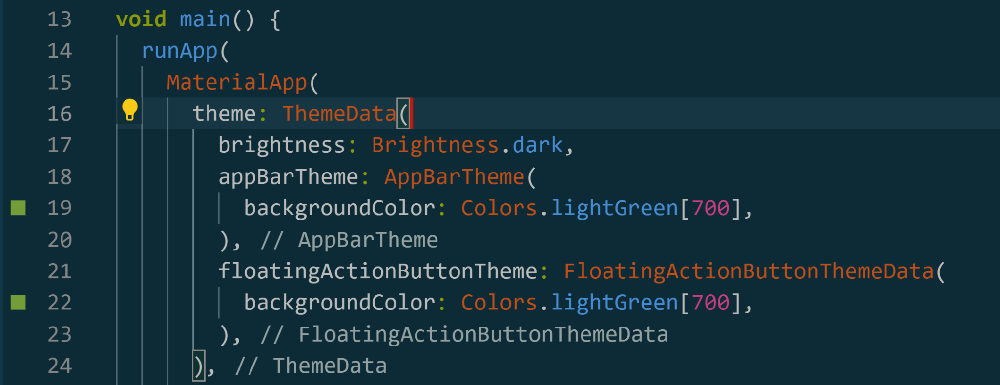 13 void main() {
14 runApp(
15 MaterialApp(
16 theme: ThemeData(
17 brightness: Brightness.dark,
18 appBarTheme: AppBarTheme(
19 backgroundColor: Colors.lightGreen[700],
20 ), // AppBarTheme
21 floatingActionButtonTheme: FloatingActionButtonThemeData(
22 backgroundColor: Colors.lightGreen[700],
23 ), // FloatingActionButtonThemeData
24 ), // ThemeData